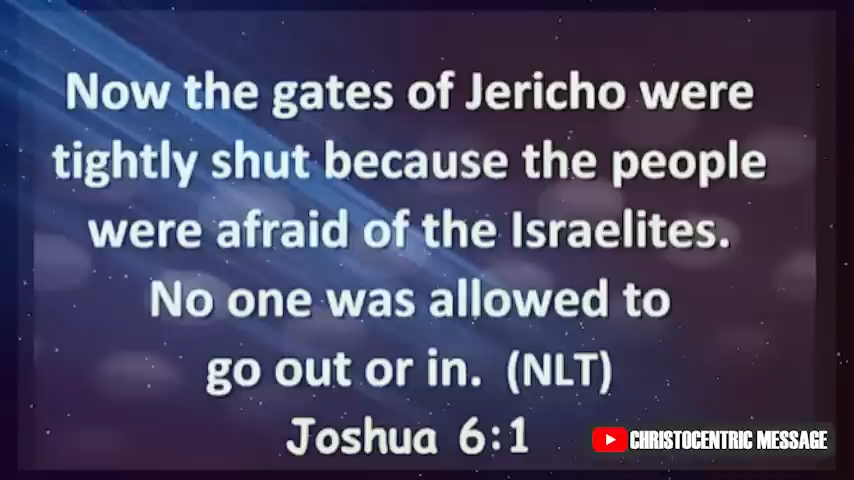 Now the gates of Jericho were
tightly shut because the people
were afraid of the Israelites.
No one was allowed to
go out or in. (NLT)
Joshua 6:1
CHRISTOCENTRIC MESSAGE